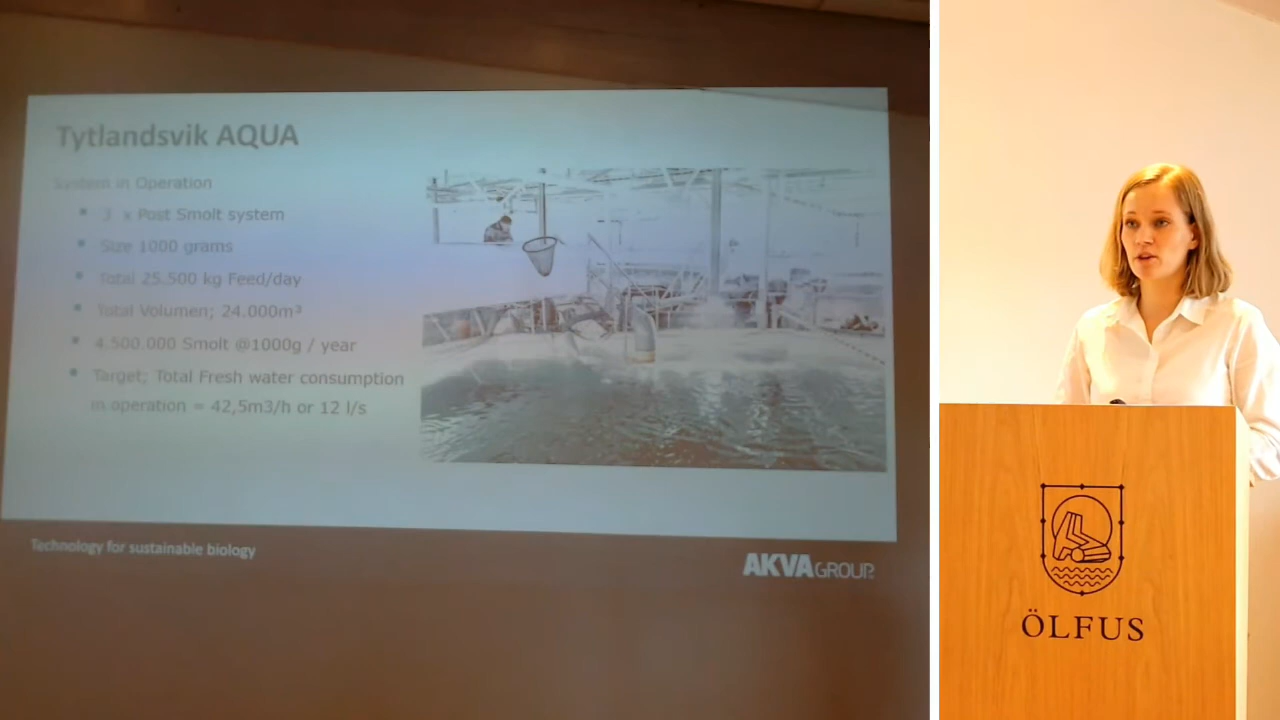 Tytlandsvik AQUA
System in Operation
3 x Post Smolt system
Size 1000 grams
Total 25.500 kg Feed/day
Total Volumen; 24.000m³
4.500.000 Smolt @1000g / year
Target; Total Fresh water consumption
in operation = 42,5m3/h or 12 l/s
Technology for sustainable biology
AKVA GROUP
ÖLFUS